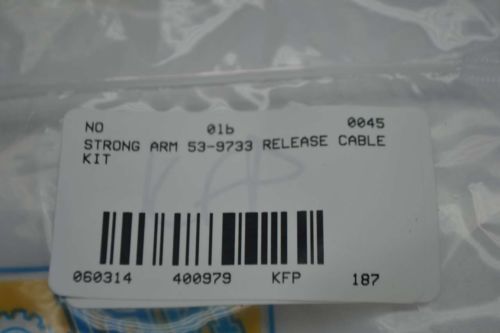 NO 01b 0045
STRONG ARM 53-9733 RELEASE CABLE
KIT
060314 400979 KFP 187